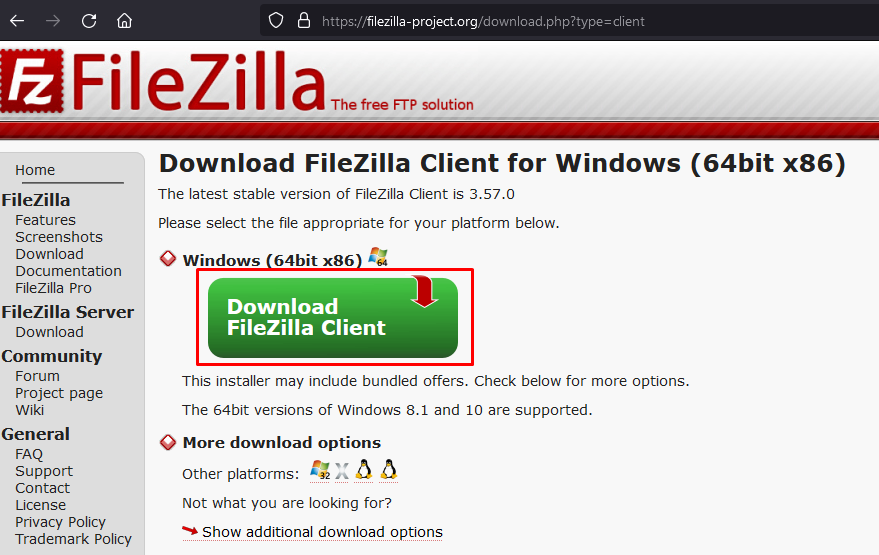 https://filezilla-project.org/download.php?type=client
Fz FileZilla The free FTP solution
Home
FileZilla
Features
Screenshots
Download
Documentation
FileZilla Pro
FileZilla Server
Download
Community
Forum
Project page
Wiki
General
FAQ
Support
Contact
License
Privacy Policy
Trademark Policy
Download FileZilla Client for Windows (64bit x86)
The latest stable version of FileZilla Client is 3.57.0
Please select the file appropriate for your platform below.
Windows (64bit x86) 64
Download
FileZilla Client
This installer may include bundled offers. Check below for more options.
The 64bit versions of Windows 8.1 and 10 are supported.
More download options
Other platforms: 32
Not what you are looking for?
Show additional download options